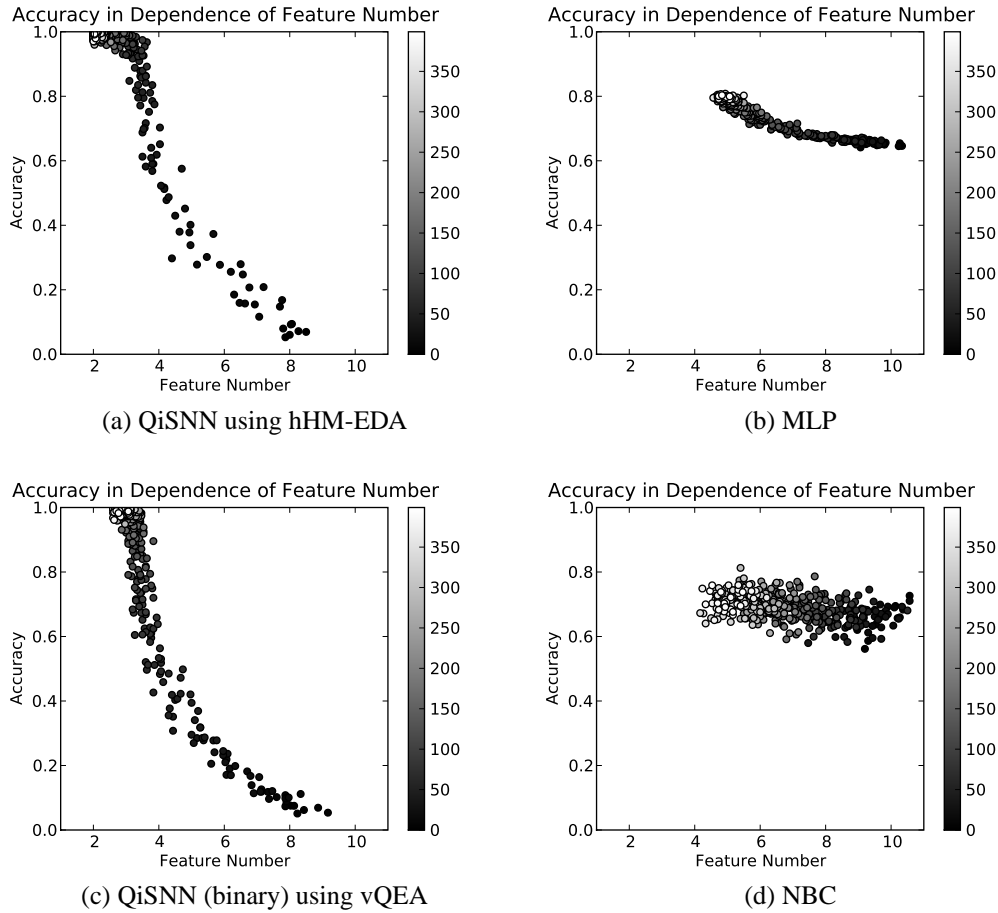 Accuracy in Dependence of Feature Number
1.0
0.8
0.6
0.4
0.2
0.0
Accuracy
2 4 6 8 10
Feature Number
350
300
250
200
150
100
50
0
(a) QiSNN using hHM-EDA
Accuracy in Dependence of Feature Number
1.0
0.8
0.6
0.4
0.2
0.0
Accuracy
2 4 6 8 10
Feature Number
350
300
250
200
150
100
50
0
(b) MLP
Accuracy in Dependence of Feature Number
1.0
0.8
0.6
0.4
0.2
0.0
Accuracy
2 4 6 8 10
Feature Number
350
300
250
200
150
100
50
0
(c) QiSNN (binary) using vQEA
Accuracy in Dependence of Feature Number
1.0
0.8
0.6
0.4
0.2
0.0
Accuracy
2 4 6 8 10
Feature Number
350
300
250
200
150
100
50
0
(d) NBC